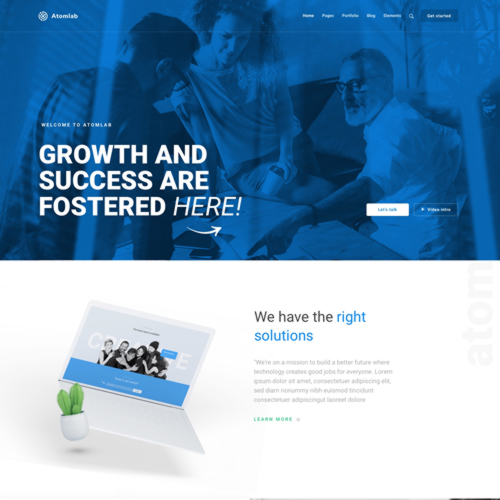 Atomlab
Home Pages Portfolio Blog Elements Get started
WELCOME TO ATOMLAB
GROWTH AND
SUCCESS ARE
FOSTERED HERE!
Let's talk Video intro
atom
CREATE
We have the right
solutions
"We're on a mission to build a better future where
technology creates good jobs for everyone. Lorem
ipsum dolor sit amet, consectetuer adipiscing elit,
sed diam nonummy nibh euismod tincidunt
consectetuer adipiscingut laoreet dolore
LEARN MORE